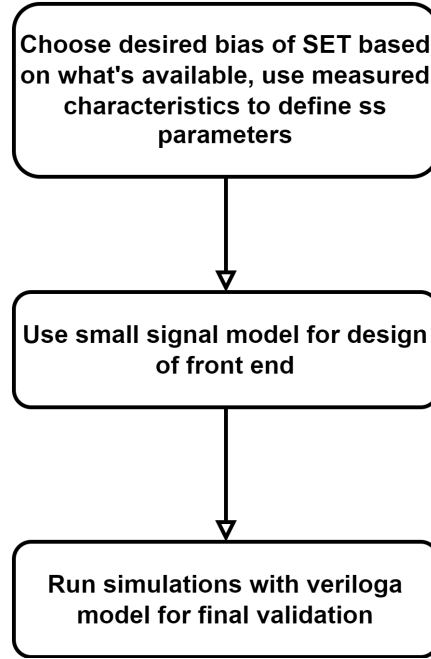 Choose desired bias of SET based
on what's available, use measured
characteristics to define ss
parameters
Use small signal model for design
of front end
Run simulations with veriloga
model for final validation